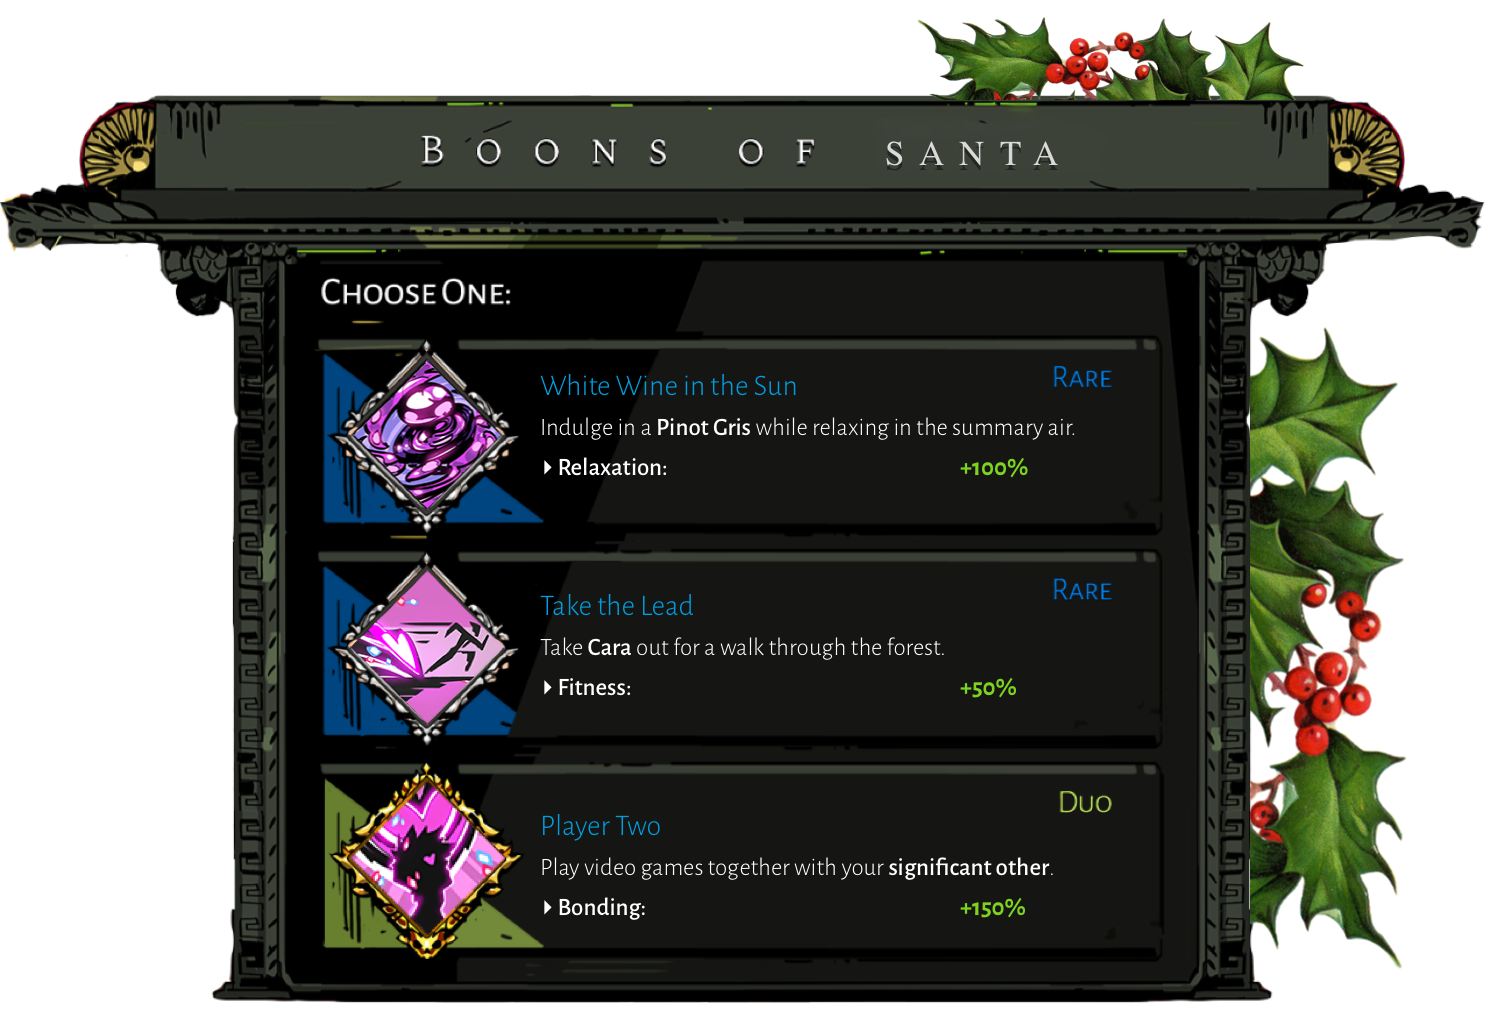 BOONS OF SANTA
CHOOSE ONE:
White Wine in the Sun
RARE
Indulge in a Pinot Gris while relaxing in the summary air.
Relaxation: +100%
Take the Lead
RARE
Take Cara out for a walk through the forest.
Fitness: +50%
Player Two
DUO
Play video games together with your significant other.
Bonding: +150%